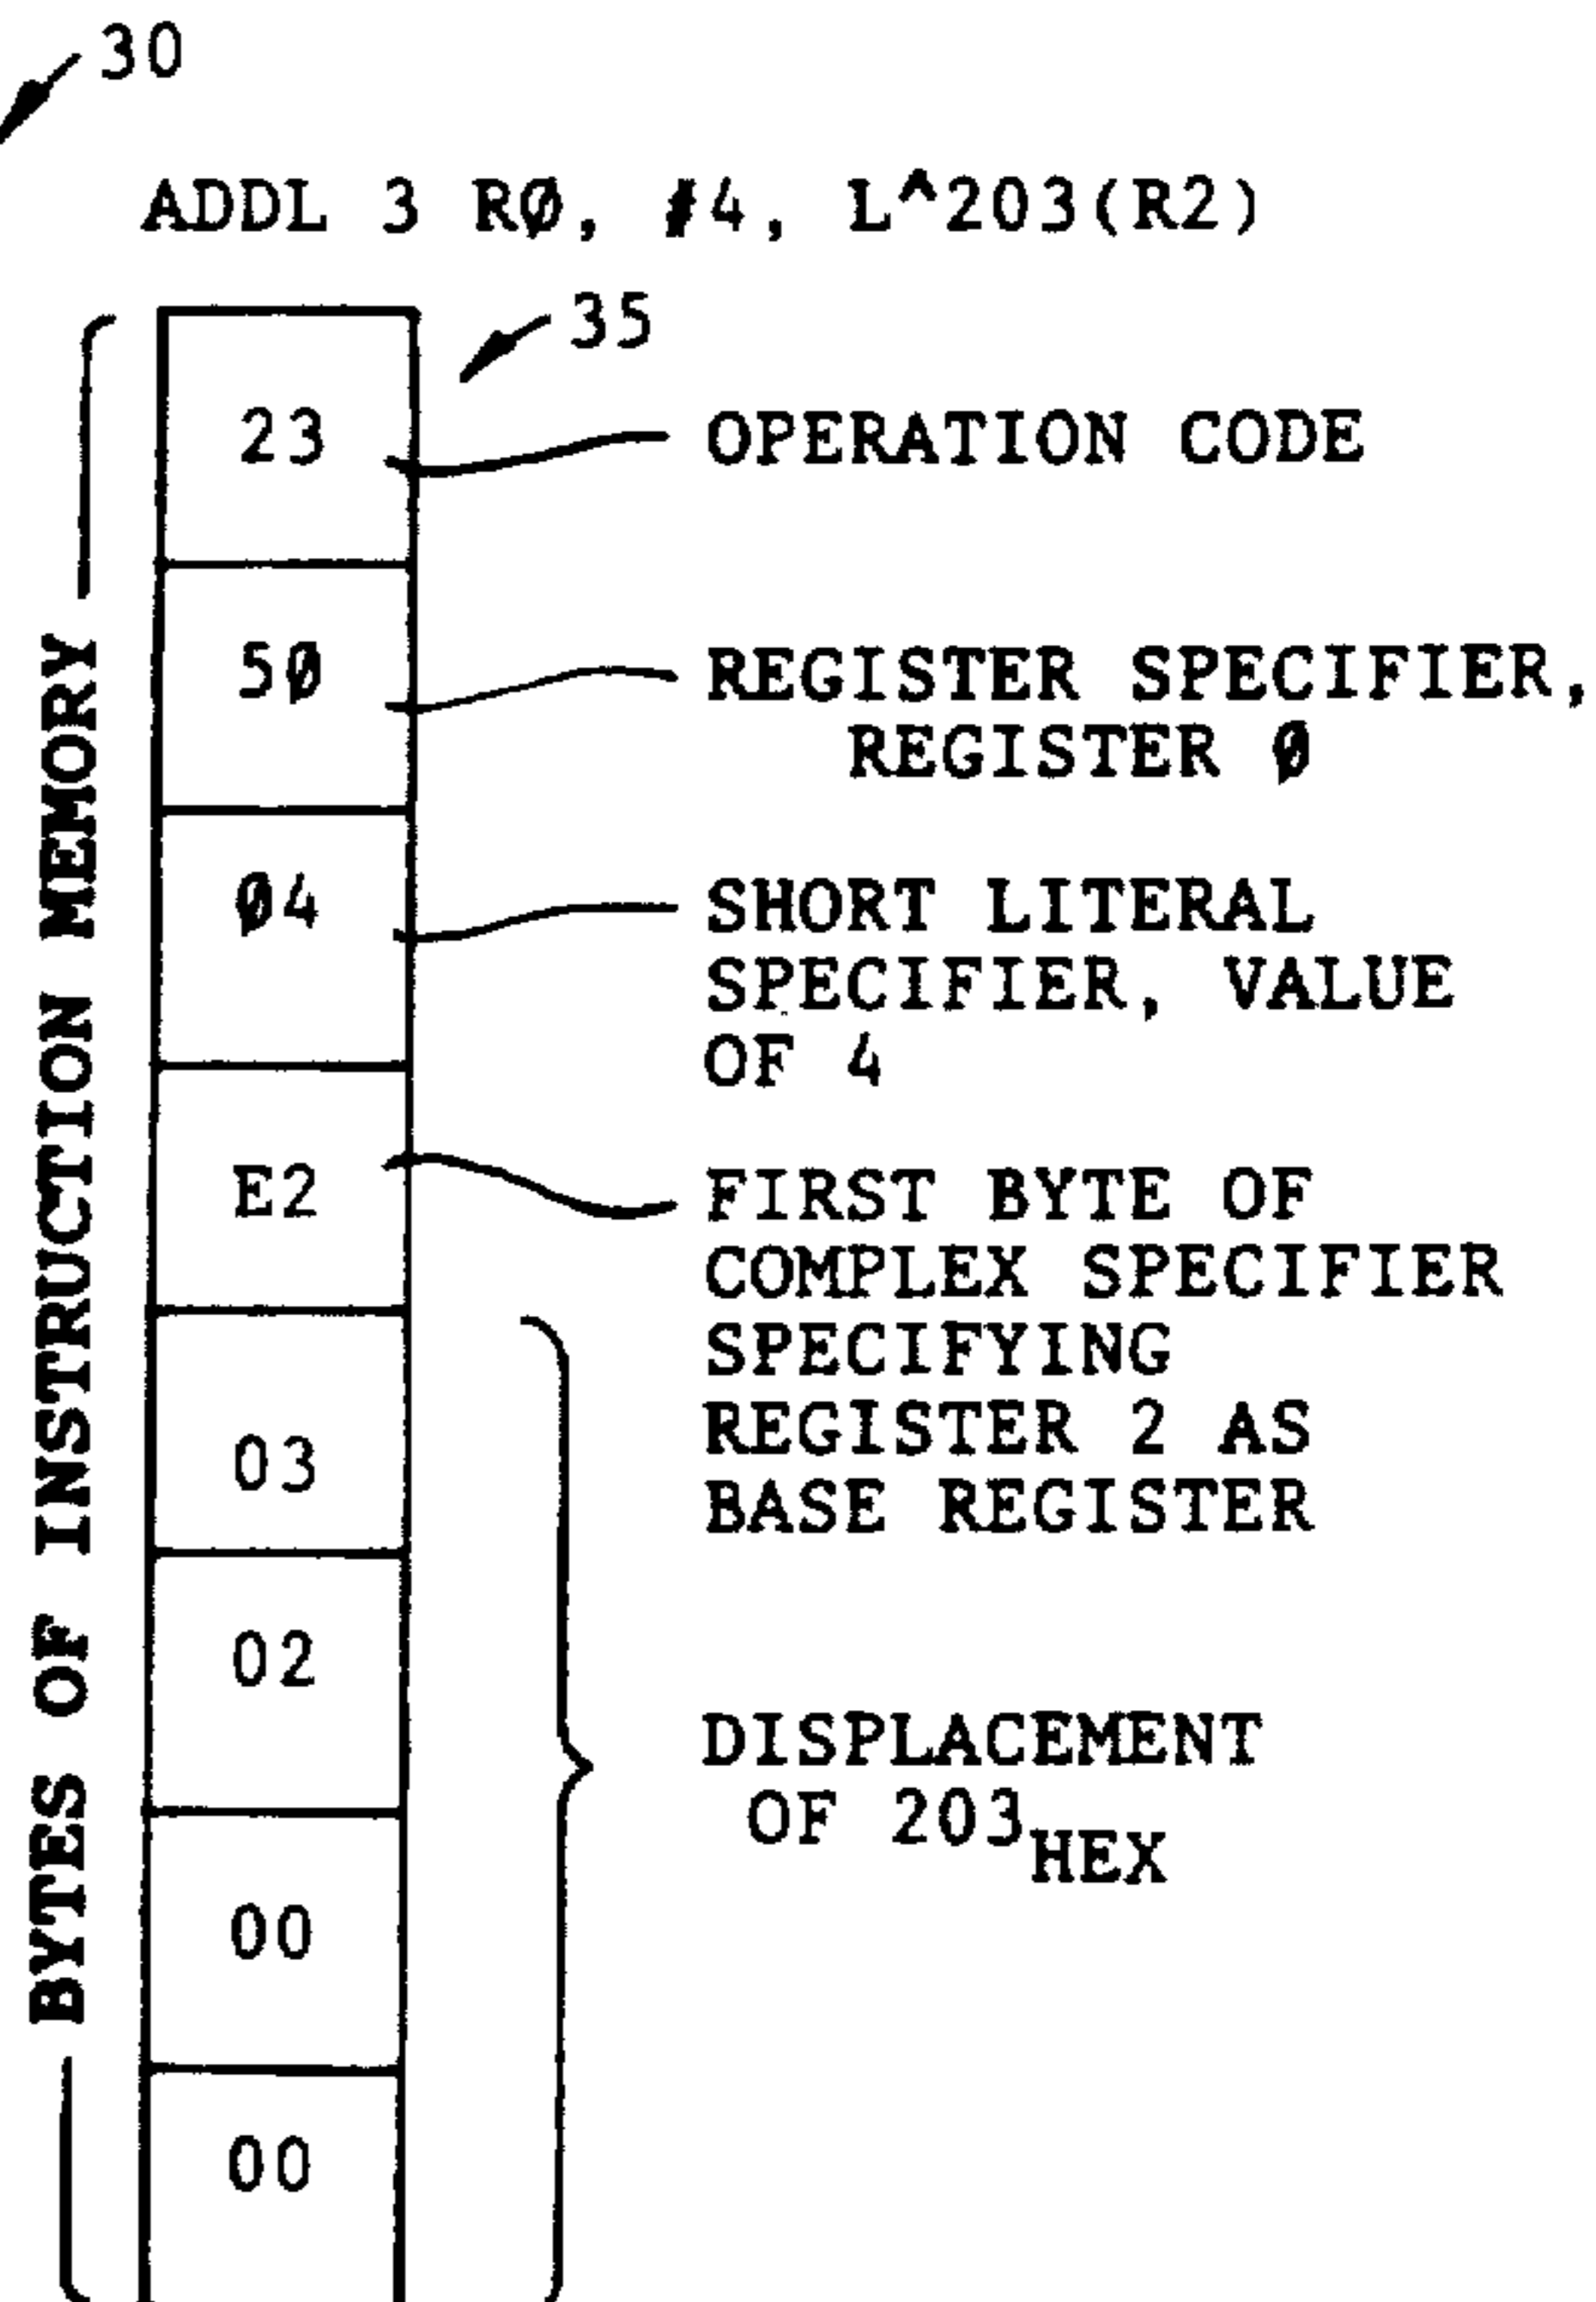 30
ADDL 3 RØ, #4, L^203(R2)
35
23
OPERATION CODE
5Ø
REGISTER SPECIFIER,
REGISTER Ø
Ø4
SHORT LITERAL
SPECIFIER, VALUE
OF 4
E2
FIRST BYTE OF
COMPLEX SPECIFIER
SPECIFYING
REGISTER 2 AS
BASE REGISTER
03
02
00
00
DISPLACEMENT
OF 203HEX
BYTES OF INSTRUCTION MEMORY